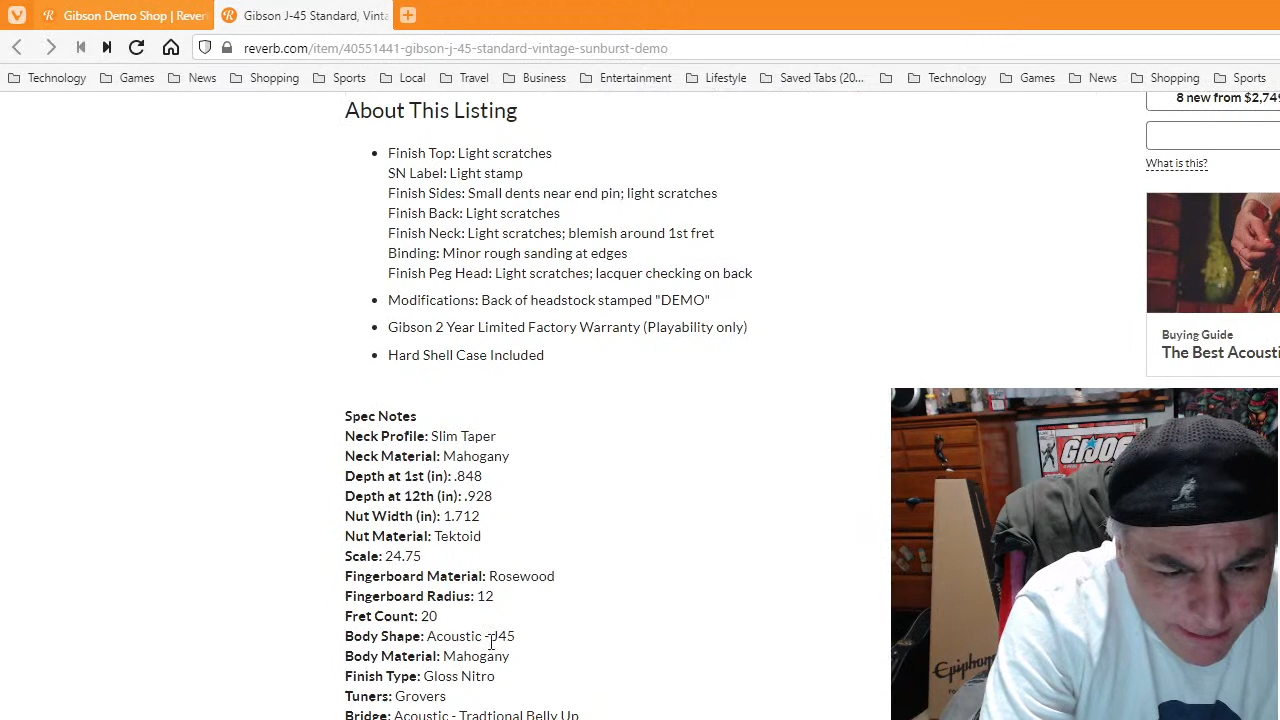 Gibson Demo Shop | Rever
Gibson J-45 Standard, Vinta
reverb.com/item/40551441-gibson-j-45-standard-vintage-sunburst-demo
Technology Games News Shopping Sports Local Travel Business Entertainment Lifestyle Saved Tabs (20... Technology Games News Shopping Sports
8 new from $2,749
What is this?
About This Listing
• Finish Top: Light scratches
SN Label: Light stamp
Finish Sides: Small dents near end pin; light scratches
Finish Back: Light scratches
Finish Neck: Light scratches; blemish around 1st fret
Binding: Minor rough sanding at edges
Finish Peg Head: Light scratches; lacquer checking on back
• Modifications: Back of headstock stamped "DEMO"
• Gibson 2 Year Limited Factory Warranty (Playability only)
• Hard Shell Case Included
Spec Notes
Neck Profile: Slim Taper
Neck Material: Mahogany
Depth at 1st (in): .848
Depth at 12th (in): .928
Nut Width (in): 1.712
Nut Material: Tektoid
Scale: 24.75
Fingerboard Material: Rosewood
Fingerboard Radius: 12
Fret Count: 20
Body Shape: Acoustic - J45
Body Material: Mahogany
Finish Type: Gloss Nitro
Tuners: Grovers
Bridge: Acoustic - Tradtional Belly Up
Buying Guide
The Best Acousti
GI JOE
Epiphone
KANGOL